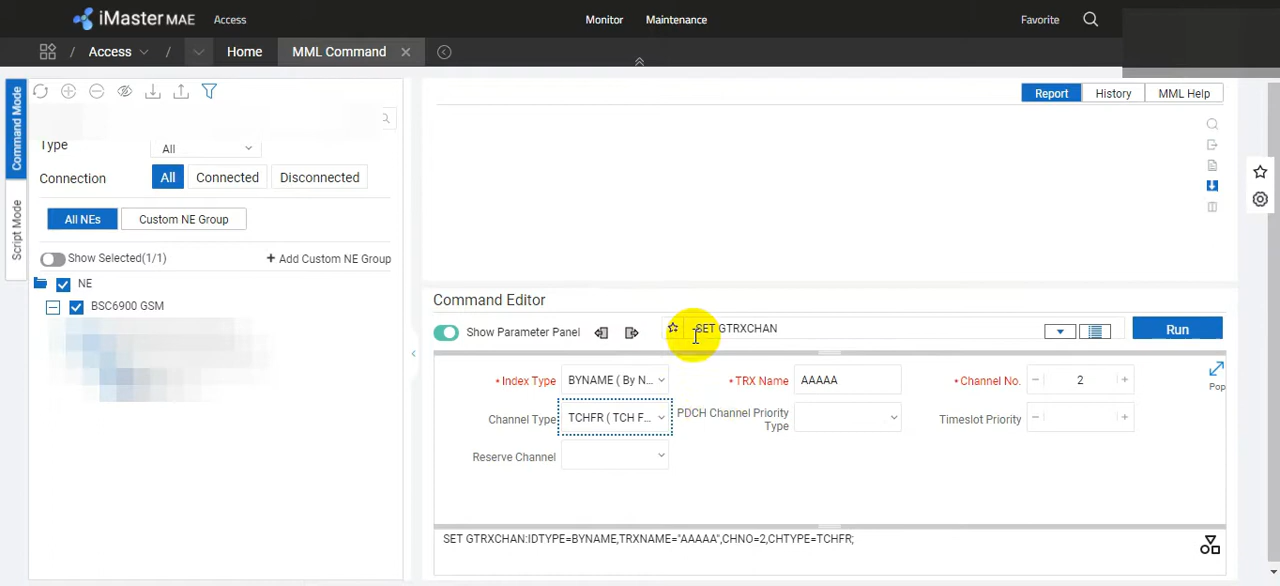 iMaster MAE Access Monitor Maintenance Favorite
/ Access / Home MML Command
Command Mode
Script Mode
Report History MML Help
Type All
Connection All Connected Disconnected
All NEs Custom NE Group
Show Selected(1/1) + Add Custom NE Group
NE
BSC6900 GSM
Command Editor
Show Parameter Panel SET GTRXCHAN Run
*Index Type BYNAME ( By N... *TRX Name AAAAA *Channel No. − 2 +
Pop
Channel Type TCHFR ( TCH F... PDCH Channel Priority Type Timeslot Priority − +
Reserve Channel
SET GTRXCHAN:IDTYPE=BYNAME,TRXNAME="AAAAA",CHNO=2,CHTYPE=TCHFR;